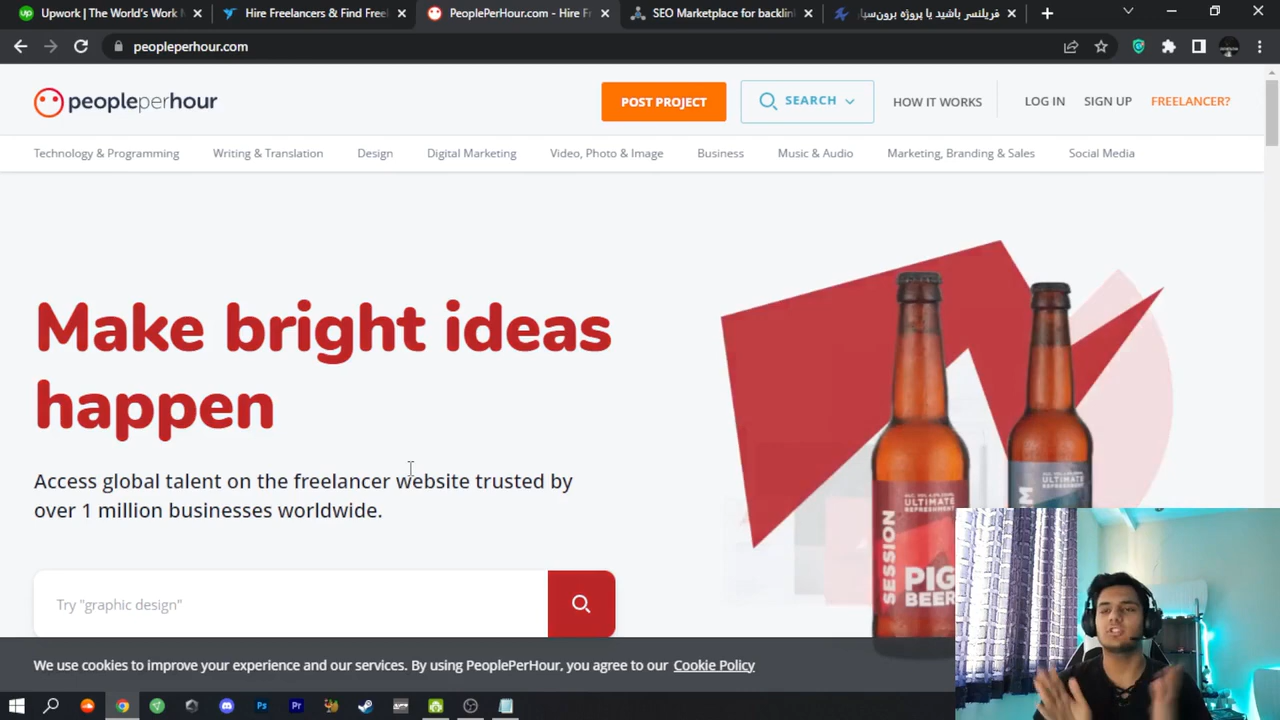 Upwork | The World's Work M
Hire Freelancers & Find Freel
PeoplePerHour.com - Hire Fr
SEO Marketplace for backlink
فریلنسر باشید یا پروژه برون‌سپا
peopleperhour.com
peopleperhour
POST PROJECT
SEARCH
HOW IT WORKS
LOG IN
SIGN UP
FREELANCER?
Technology & Programming
Writing & Translation
Design
Digital Marketing
Video, Photo & Image
Business
Music & Audio
Marketing, Branding & Sales
Social Media
Make bright ideas
happen
Access global talent on the freelancer website trusted by
over 1 million businesses worldwide.
Try "graphic design"
ULTIMATE
REFRESHMENT
SESSION
PIG
BEER
ULTIMATE
REFRESHMENT
We use cookies to improve your experience and our services. By using PeoplePerHour, you agree to our Cookie Policy